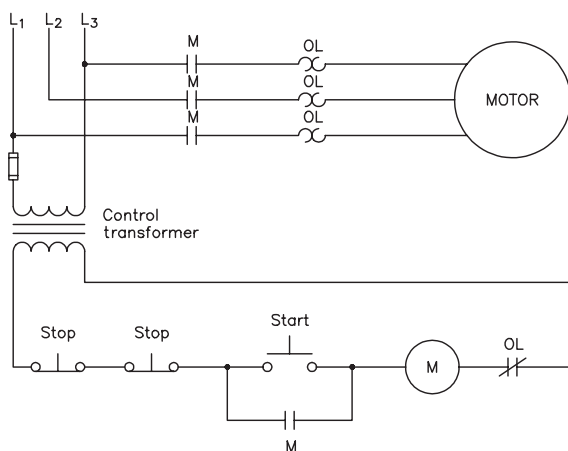 L1 L2 L3
M
OL
M
OL
M
OL
MOTOR
Control
transformer
Stop
Stop
Start
M
OL
M